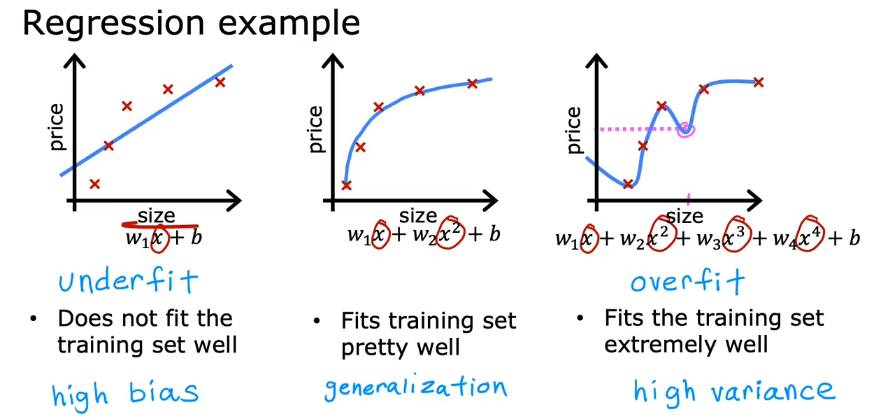 Regression example
price
size
w₁x + b
underfit
• Does not fit the
training set well
high bias
price
size
w₁x + w₂x² + b
• Fits training set
pretty well
generalization
price
size
w₁x + w₂x² + w₃x³ + w₄x⁴ + b
overfit
• Fits the training set
extremely well
high variance